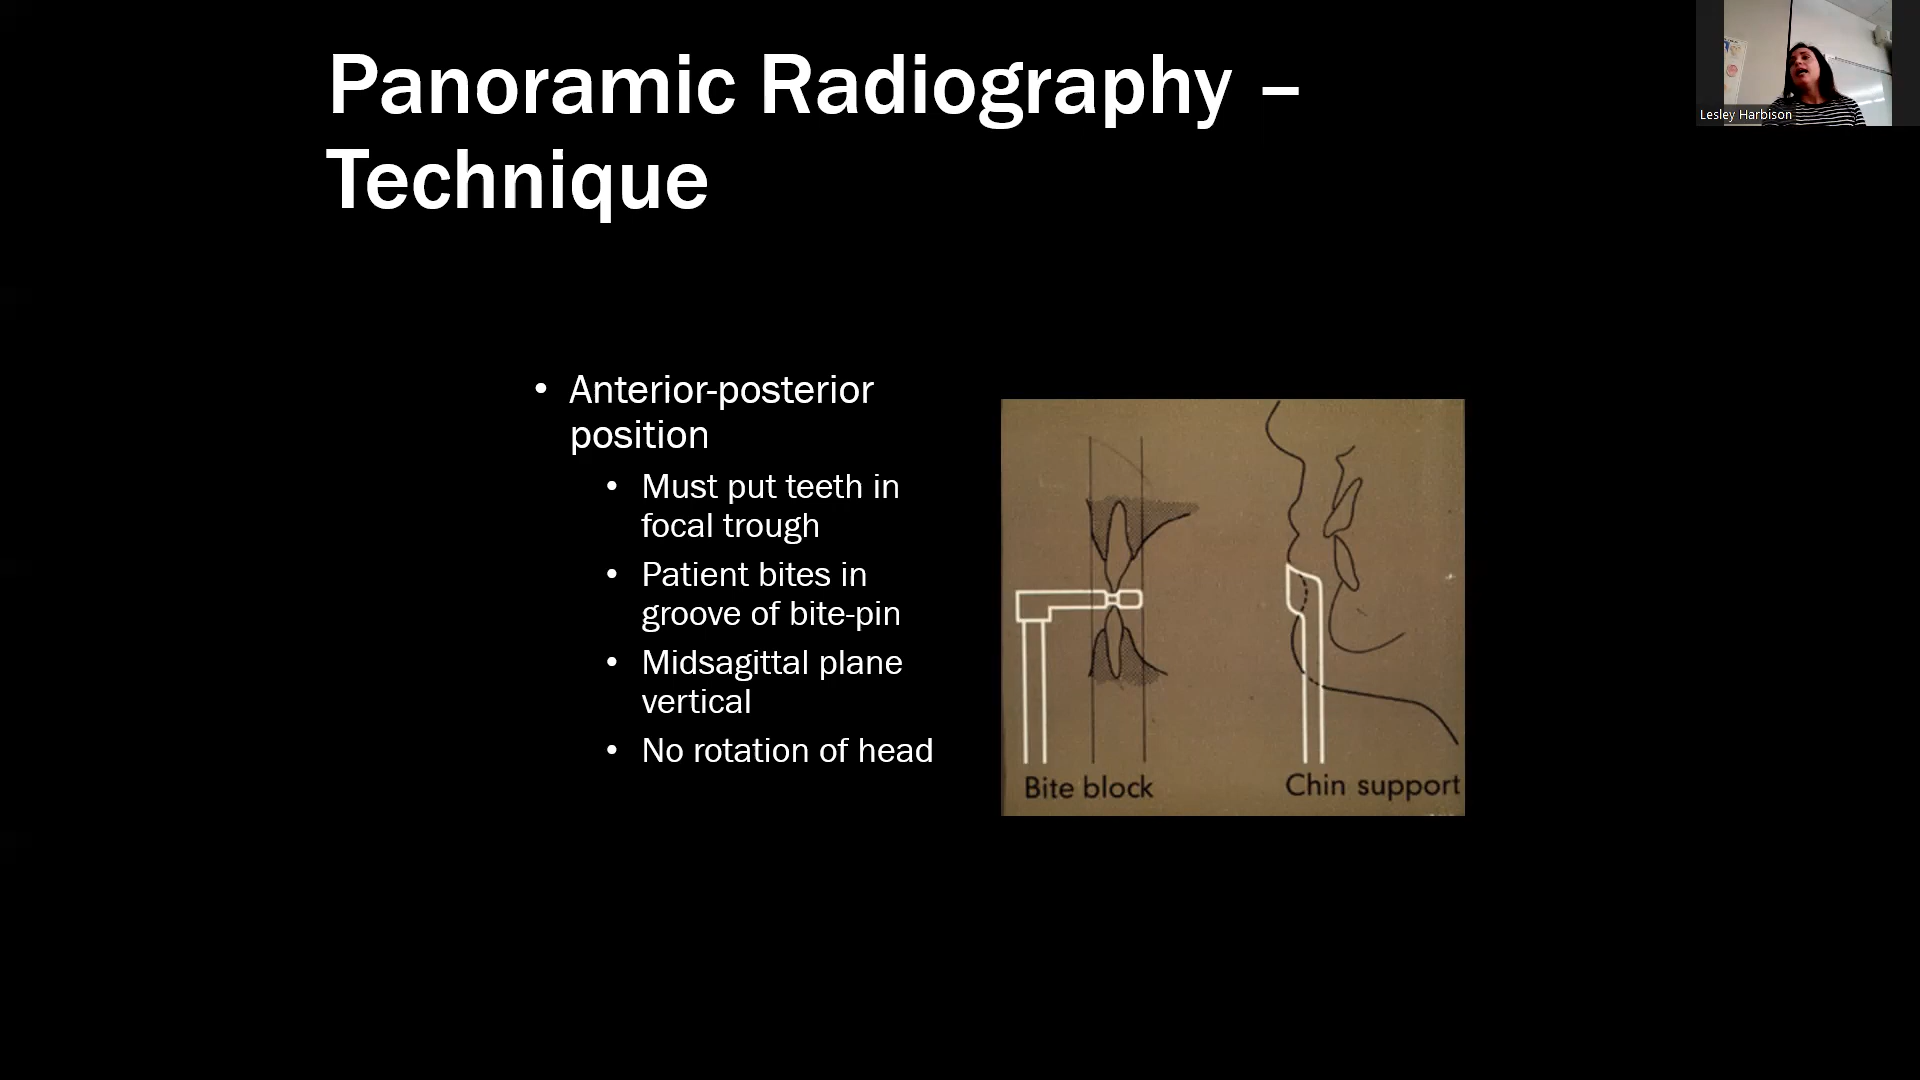 Panoramic Radiography –
Technique
Lesley Harbison
• Anterior-posterior
position
• Must put teeth in
focal trough
• Patient bites in
groove of bite-pin
• Midsagittal plane
vertical
• No rotation of head
Bite block
Chin support